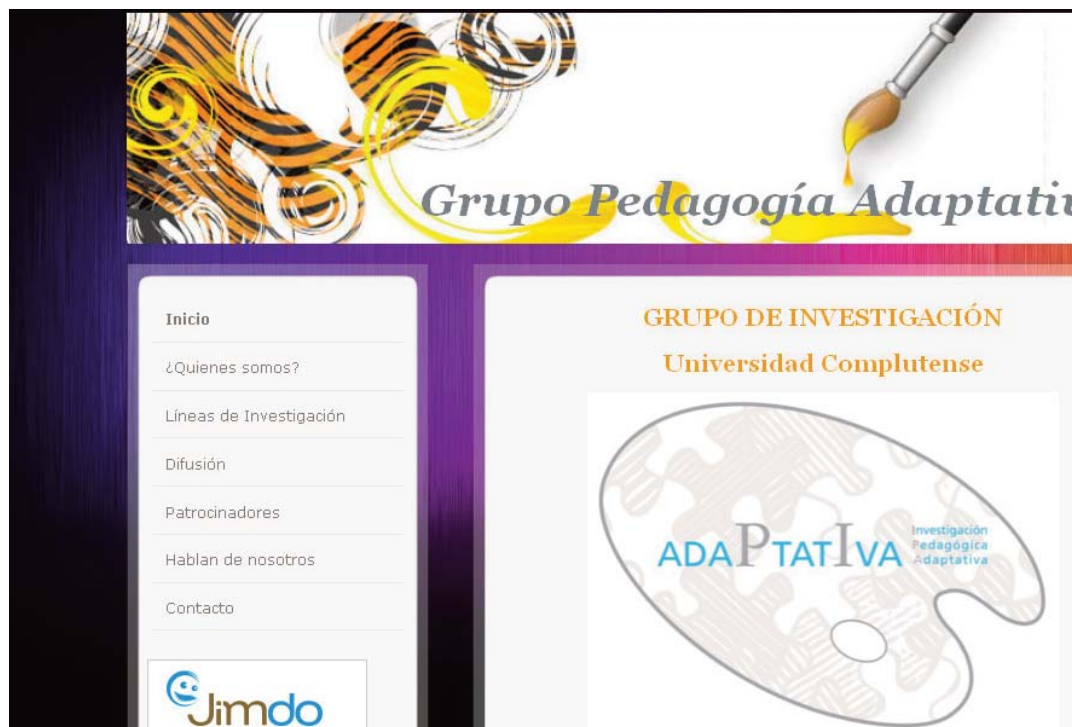 Grupo Pedagogía Adaptativ
Inicio
¿Quienes somos?
Líneas de Investigación
Difusión
Patrocinadores
Hablan de nosotros
Contacto
Jimdo
GRUPO DE INVESTIGACIÓN
Universidad Complutense
ADAPTATIVA
Investigación
Pedagógica
Adaptativa